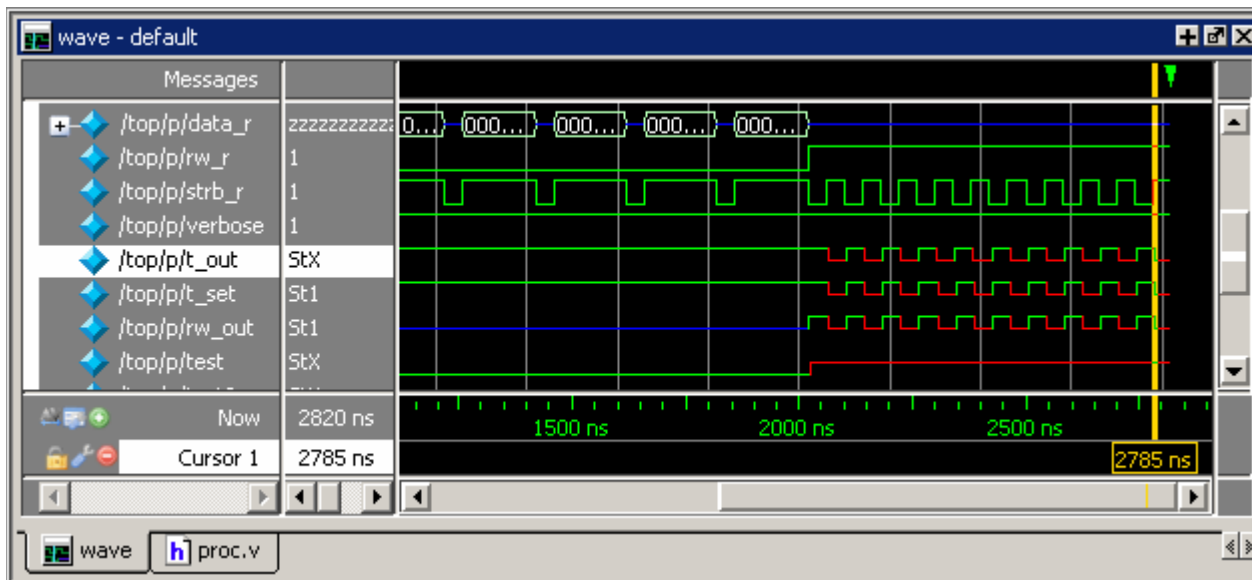 wave - default
Messages
/top/p/data_r zzzzzzzzzzz 0... 000... 000... 000... 000...
/top/p/rw_r 1
/top/p/strb_r 1
/top/p/verbose 1
/top/p/t_out StX
/top/p/t_set St1
/top/p/rw_out St1
/top/p/test StX
Now 2820 ns 1500 ns 2000 ns 2500 ns
Cursor 1 2785 ns 2785 ns
wave h proc.v